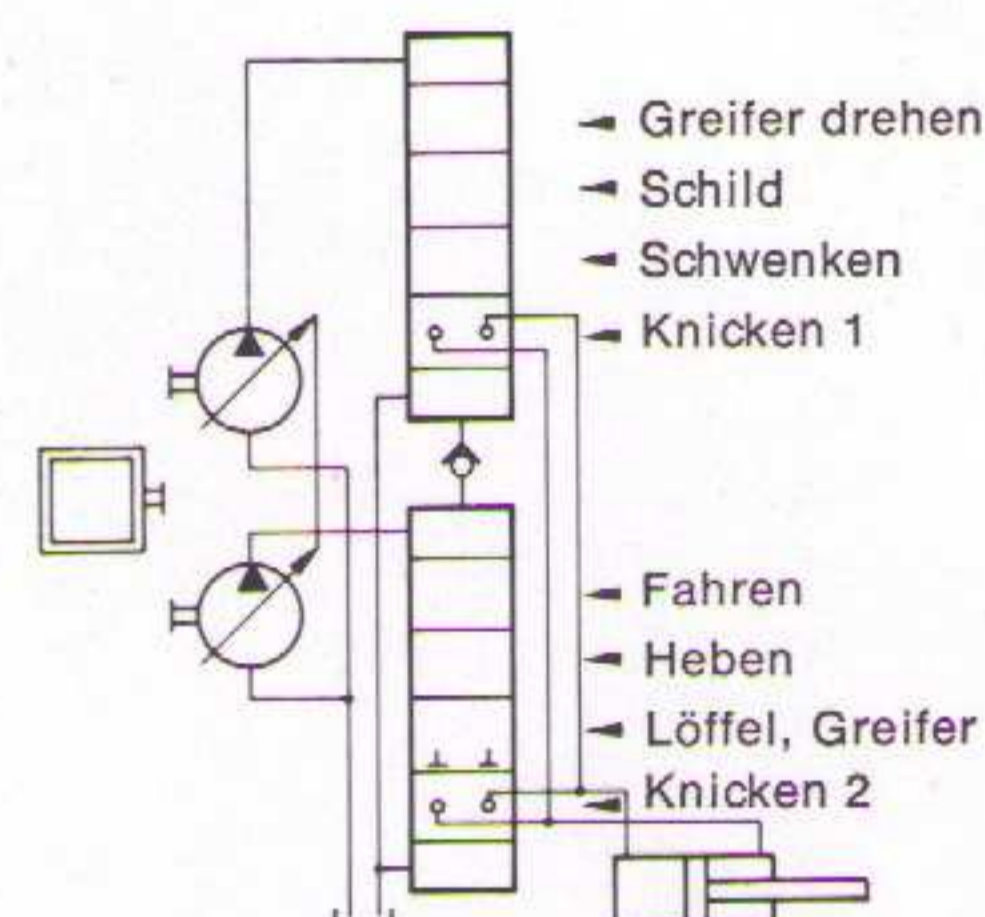 Greifer drehen
Schild
Schwenken
Knicken 1
Fahren
Heben
Löffel, Greifer
Knicken 2